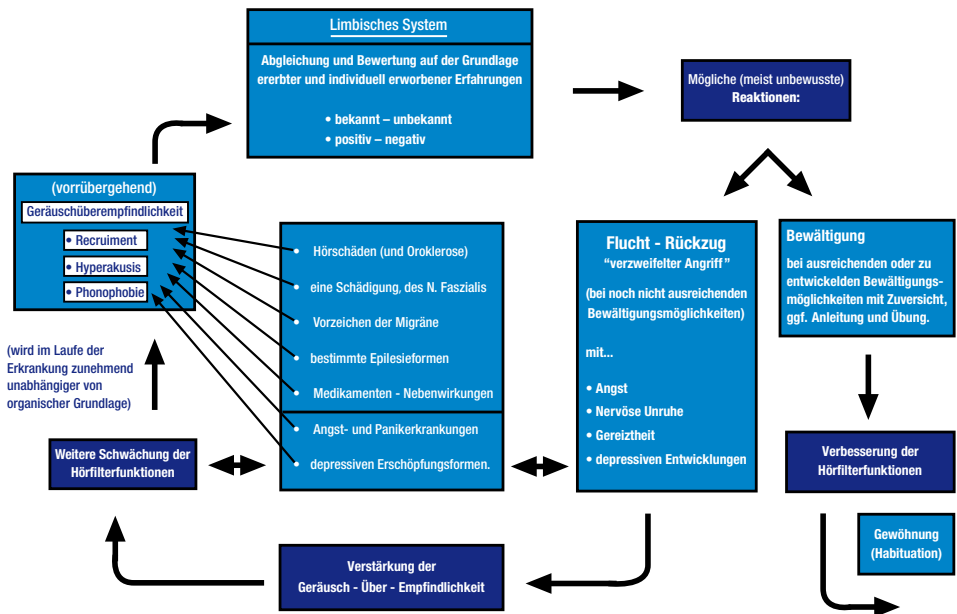 Limbisches System
Abgleichung und Bewertung auf der Grundlage
ererbter und individuell erworbener Erfahrungen
• bekannt – unbekannt
• positiv – negativ
Mögliche (meist unbewusste)
Reaktionen:
(vorrübergehend)
Geräuschüberempfindlichkeit
• Recruiment
• Hyperakusis
• Phonophobie
• Hörschäden (und Oroklerose)
• eine Schädigung, des N. Faszialis
• Vorzeichen der Migräne
• bestimmte Epilesieformen
• Medikamenten - Nebenwirkungen
• Angst- und Panikerkrankungen
• depressiven Erschöpfungsformen.
Flucht - Rückzug
“verzweifelter Angriff”
(bei noch nicht ausreichenden
Bewältigungsmöglichkeiten)
mit...
• Angst
• Nervöse Unruhe
• Gereiztheit
• depressiven Entwicklungen
Bewältigung
bei ausreichenden oder zu
entwickelden Bewältigungs-
möglichkeiten mit Zuversicht,
ggf. Anleitung und Übung.
(wird im Laufe der
Erkrankung zunehmend
unabhängiger von
organischer Grundlage)
Weitere Schwächung der
Hörfilterfunktionen
Verbesserung der
Hörfilterfunktionen
Gewöhnung
(Habituation)
Verstärkung der
Geräusch - Über - Empfindlichkeit